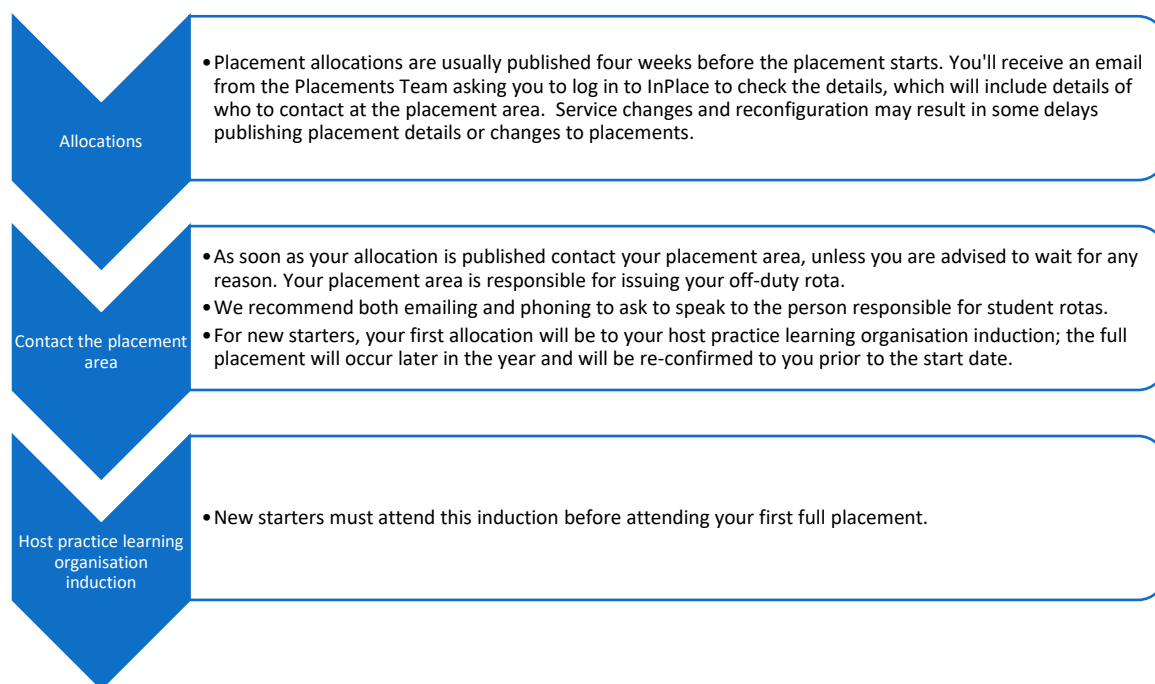 Allocations
•Placement allocations are usually published four weeks before the placement starts. You'll receive an email
from the Placements Team asking you to log in to InPlace to check the details, which will include details of
who to contact at the placement area.  Service changes and reconfiguration may result in some delays
publishing placement details or changes to placements.
Contact the placement
area
•As soon as your allocation is published contact your placement area, unless you are advised to wait for any
reason. Your placement area is responsible for issuing your off-duty rota.
•We recommend both emailing and phoning to ask to speak to the person responsible for student rotas.
•For new starters, your first allocation will be to your host practice learning organisation induction; the full
placement will occur later in the year and will be re-confirmed to you prior to the start date.
Host practice learning
organisation
induction
•New starters must attend this induction before attending your first full placement.